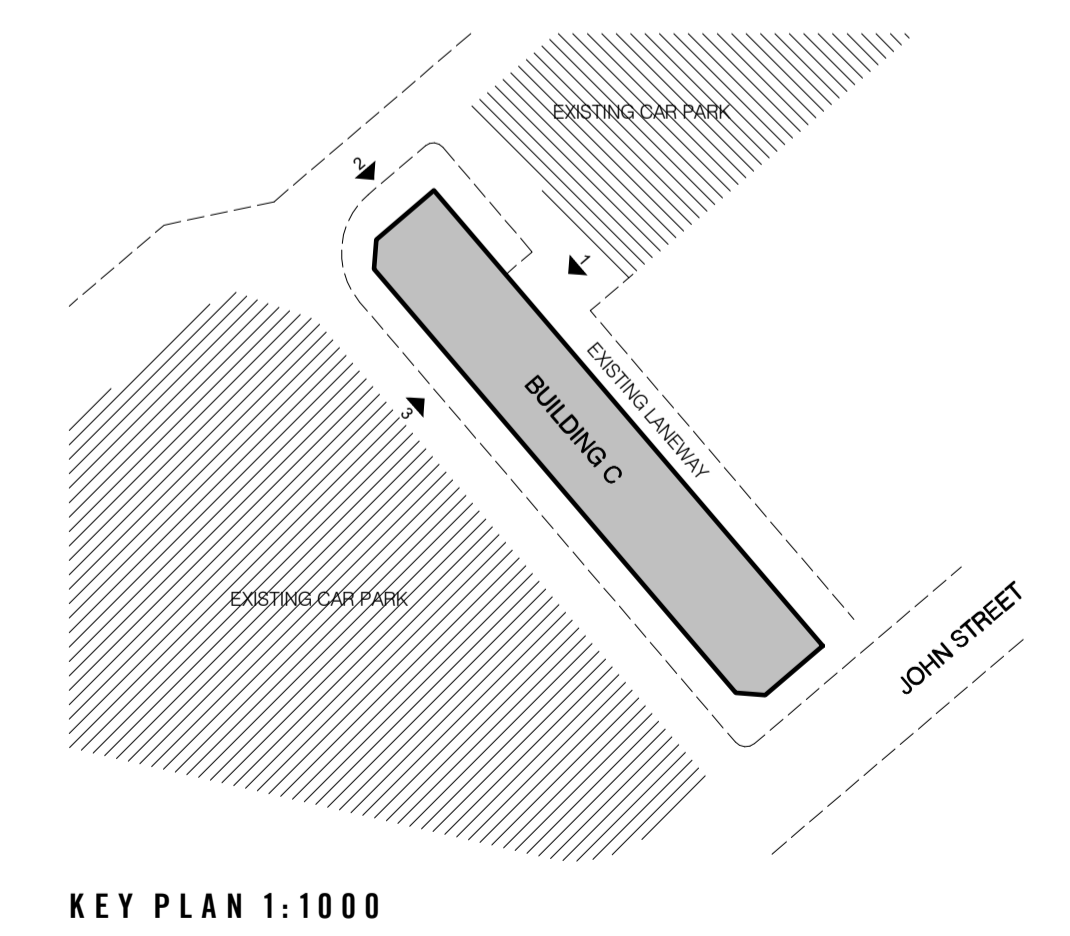 EXISTING CAR PARK
2
1
EXISTING LANEWAY
BUILDING C
3
EXISTING CAR PARK
JOHN STREET
KEY PLAN 1:1000